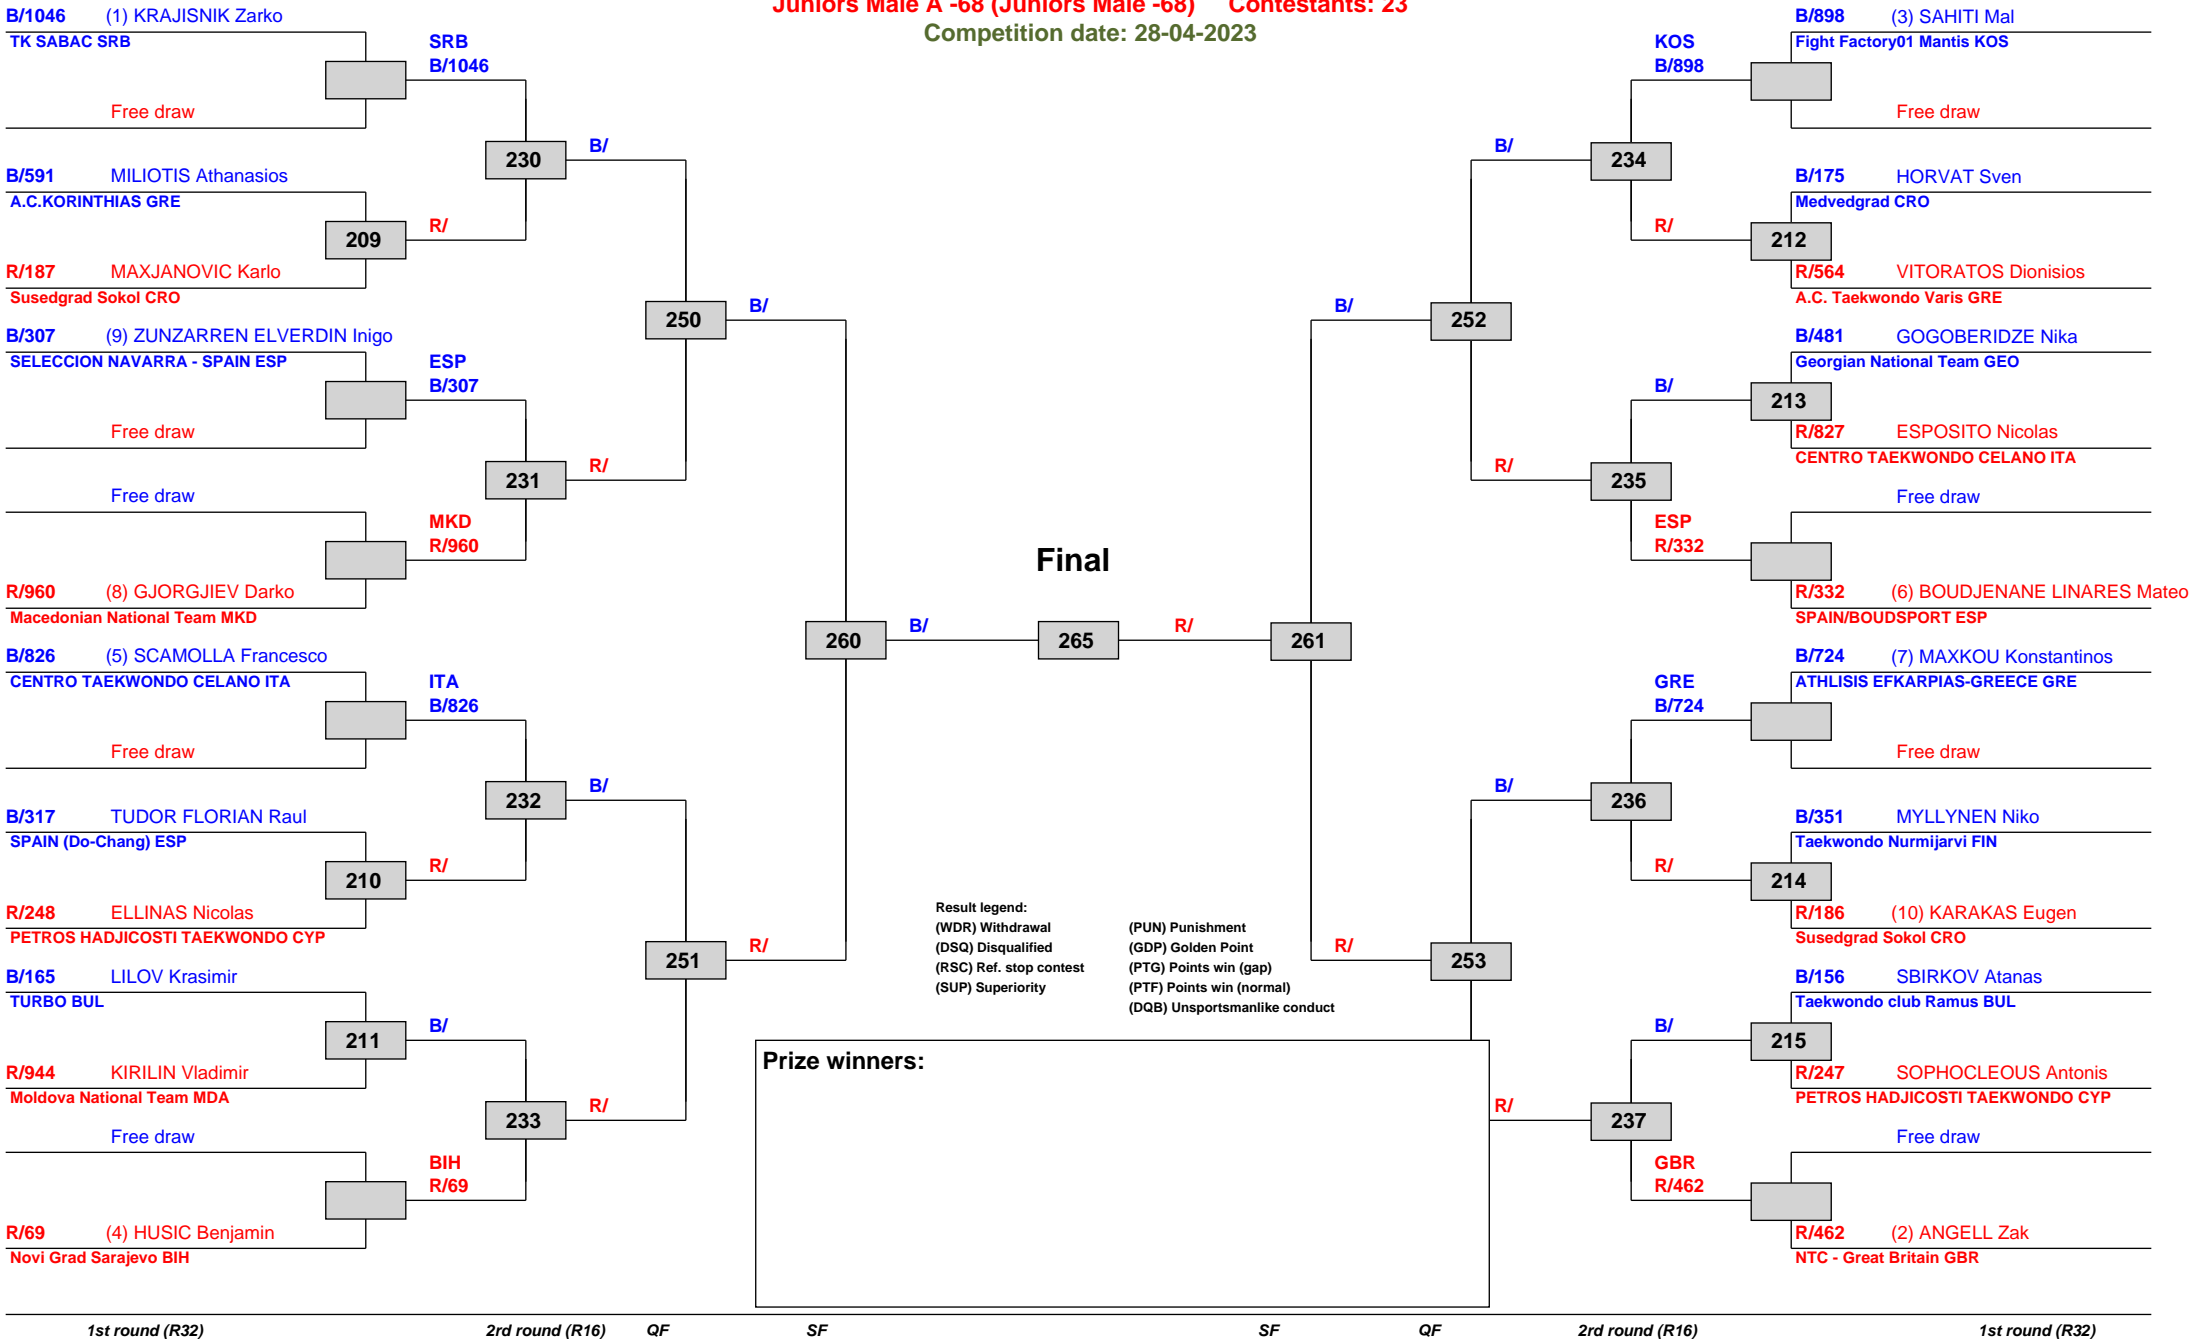 Juniors Male A -68 (Juniors Male -68) Contestants: 23
Competition date: 28-04-2023
B/1046 (1) KRAJISNIK Zarko
TK SABAC SRB
SRB
B/1046
Free draw
230
B/
B/591 MILIOTIS Athanasios
A.C.KORINTHIAS GRE
209
R/
R/187 MAXJANOVIC Karlo
Susedgrad Sokol CRO
250
B/
B/307 (9) ZUNZARREN ELVERDIN Inigo
SELECCION NAVARRA - SPAIN ESP
ESP
B/307
Free draw
231
R/
Free draw
MKD
R/960
R/960 (8) GJORGJIEV Darko
Macedonian National Team MKD
260
B/
B/826 (5) SCAMOLLA Francesco
CENTRO TAEKWONDO CELANO ITA
ITA
B/826
Free draw
232
B/
B/317 TUDOR FLORIAN Raul
SPAIN (Do-Chang) ESP
210
R/
R/248 ELLINAS Nicolas
PETROS HADJICOSTI TAEKWONDO CYP
251
R/
B/165 LILOV Krasimir
TURBO BUL
211
B/
R/944 KIRILIN Vladimir
Moldova National Team MDA
233
R/
Free draw
BIH
R/69
R/69 (4) HUSIC Benjamin
Novi Grad Sarajevo BIH
Final
265
R/
261
B/898 (3) SAHITI Mal
Fight Factory01 Mantis KOS
KOS
B/898
Free draw
B/
234
B/175 HORVAT Sven
Medvedgrad CRO
R/
212
R/564 VITORATOS Dionisios
A.C. Taekwondo Varis GRE
B/
252
B/481 GOGOBERIDZE Nika
Georgian National Team GEO
B/
213
R/827 ESPOSITO Nicolas
CENTRO TAEKWONDO CELANO ITA
R/
235
Free draw
ESP
R/332
R/332 (6) BOUDJENANE LINARES Mateo
SPAIN/BOUDSPORT ESP
B/724 (7) MAXKOU Konstantinos
ATHLISIS EFKARPIAS-GREECE GRE
GRE
B/724
Free draw
B/
236
B/351 MYLLYNEN Niko
Taekwondo Nurmijarvi FIN
R/
214
R/186 (10) KARAKAS Eugen
Susedgrad Sokol CRO
R/
253
B/156 SBIRKOV Atanas
Taekwondo club Ramus BUL
B/
215
R/247 SOPHOCLEOUS Antonis
PETROS HADJICOSTI TAEKWONDO CYP
R/
237
Free draw
GBR
R/462
R/462 (2) ANGELL Zak
NTC - Great Britain GBR
Result legend:
(WDR) Withdrawal (PUN) Punishment
(DSQ) Disqualified (GDP) Golden Point
(RSC) Ref. stop contest (PTG) Points win (gap)
(SUP) Superiority (PTF) Points win (normal)
(DQB) Unsportsmanlike conduct
Prize winners:
1st round (R32) 2rd round (R16) QF SF SF QF 2rd round (R16) 1st round (R32)